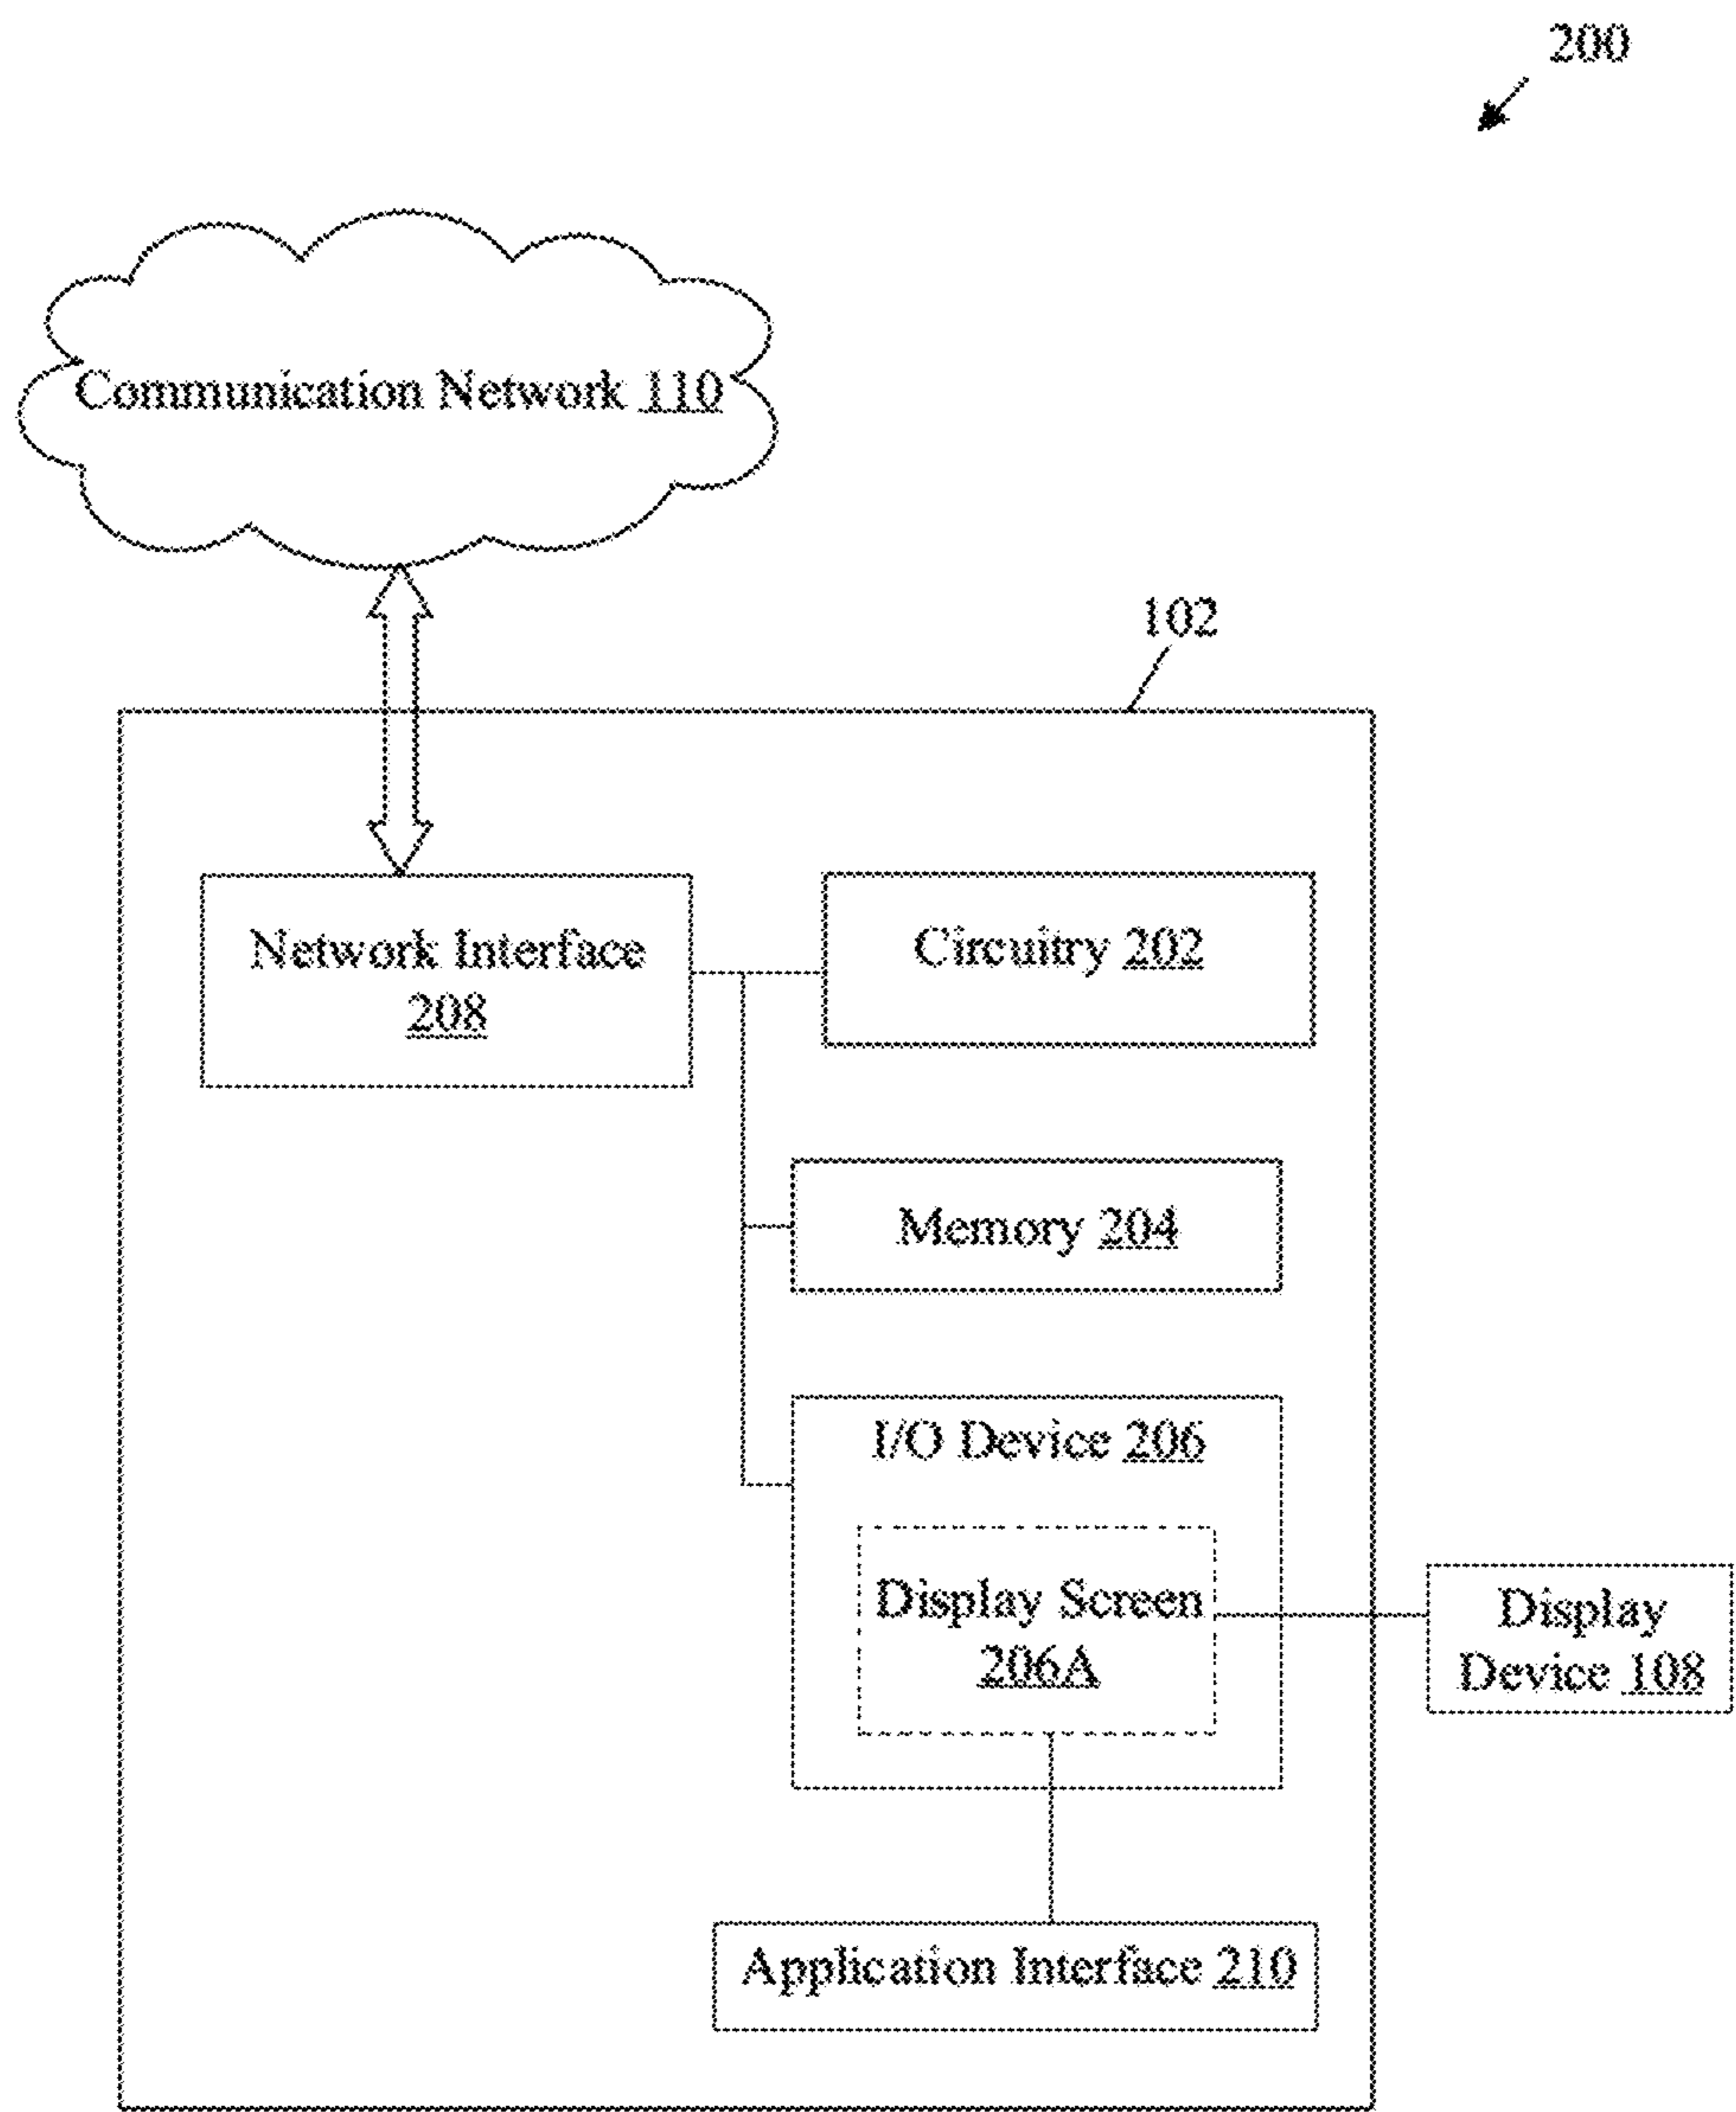 200
Communication Network 110
102
Network Interface
208
Circuitry 202
Memory 204
I/O Device 206
Display Screen
206A
Display
Device 108
Application Interface 210